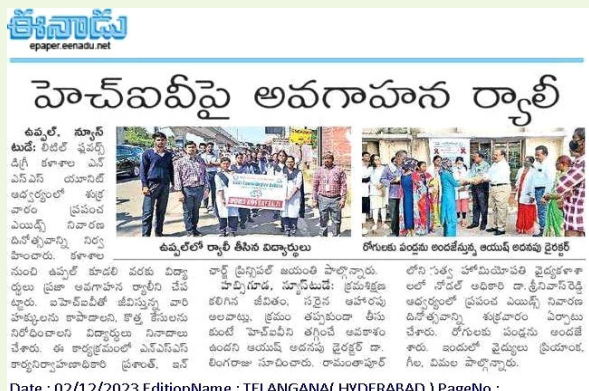 ఈనాడు
epaper.eenadu.net
హెచ్ఐవీపై అవగాహన ర్యాలీ
ఉప్పల్, న్యూస్
టుడే: లిటిల్ ఫ్లవర్స్
డిగ్రీ కళాశాల ఎన్
ఎస్ఎస్ యూనిట్
ఆధ్వర్యంలో శుక్ర
వారం ప్రపంచ
ఎయిడ్స్ నివారణ
దినోత్సవాన్ని నిర్వ
హించారు. కళాశాల
నుంచి ఉప్పల్ కూడలి వరకు విద్యా
ర్థులు ప్రజా అవగాహన ర్యాలీని చేప
ట్టారు. ఐహెచ్ఐవీతో జీవిస్తున్న వారి
హక్కులను కాపాడాలని, కొత్త కేసులను
నిరోధించాలని విద్యార్థులు నినాదాలు
చేశారు. ఈ కార్యక్రమంలో ఎన్ఎస్ఎస్
కార్యనిర్వాహణాధికారి ప్రశాంత్, ఇన్
ఉప్పల్‌లో ర్యాలీ తీసిన విద్యార్థులు
రోగులకు పండ్లను అందజేస్తున్న ఆయుష్ అదనపు డైరెక్టర్
ఛార్జ్ ప్రిన్సిపల్ జయంతి పాల్గొన్నారు.
హబ్సిగూడ, న్యూస్‌టుడే: క్రమశిక్షణ
కలిగిన జీవితం, సరైన ఆహారపు
అలవాట్లు, క్రమం తప్పకుండా తీసు
కుంటే హెచ్ఐవీని తగ్గించే అవకాశం
ఉందని ఆయుష్ అదనపు డైరెక్టర్ డా.
లింగరాజు సూచించారు. రామంతాపూర్
లోని ప్రభుత్వ హోమియోపతి వైద్యకళాశా
లలో నోడల్ అధికారి డా.శ్రీనివాస్‌రెడ్డి
ఆధ్వర్యంలో ప్రపంచ ఎయిడ్స్ నివారణ
దినోత్సవాన్ని శుక్రవారం ఏర్పాటు
చేశారు. రోగులకు పండ్లను అందజే
శారు. ఇందులో వైద్యులు ప్రియాంక,
గీల, విమల పాల్గొన్నారు.
Date : 02/12/2023 EditionName : TELANGANA( HYDERABAD ) PageNo :